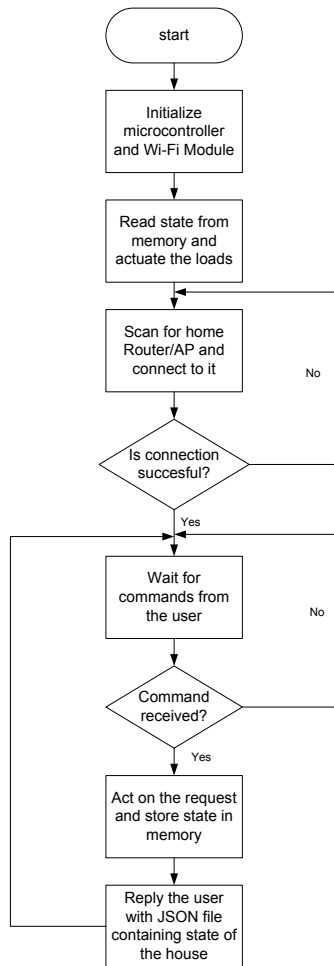 start
Initialize
microcontroller
and Wi-Fi Module
Read state from
memory and
actuate the loads
Scan for home
Router/AP and
connect to it
No
Is connection
succesful?
Yes
Wait for
commands from
the user
No
Command
received?
Yes
Act on the request
and store state in
memory
Reply the user
with JSON file
containing state of
the house